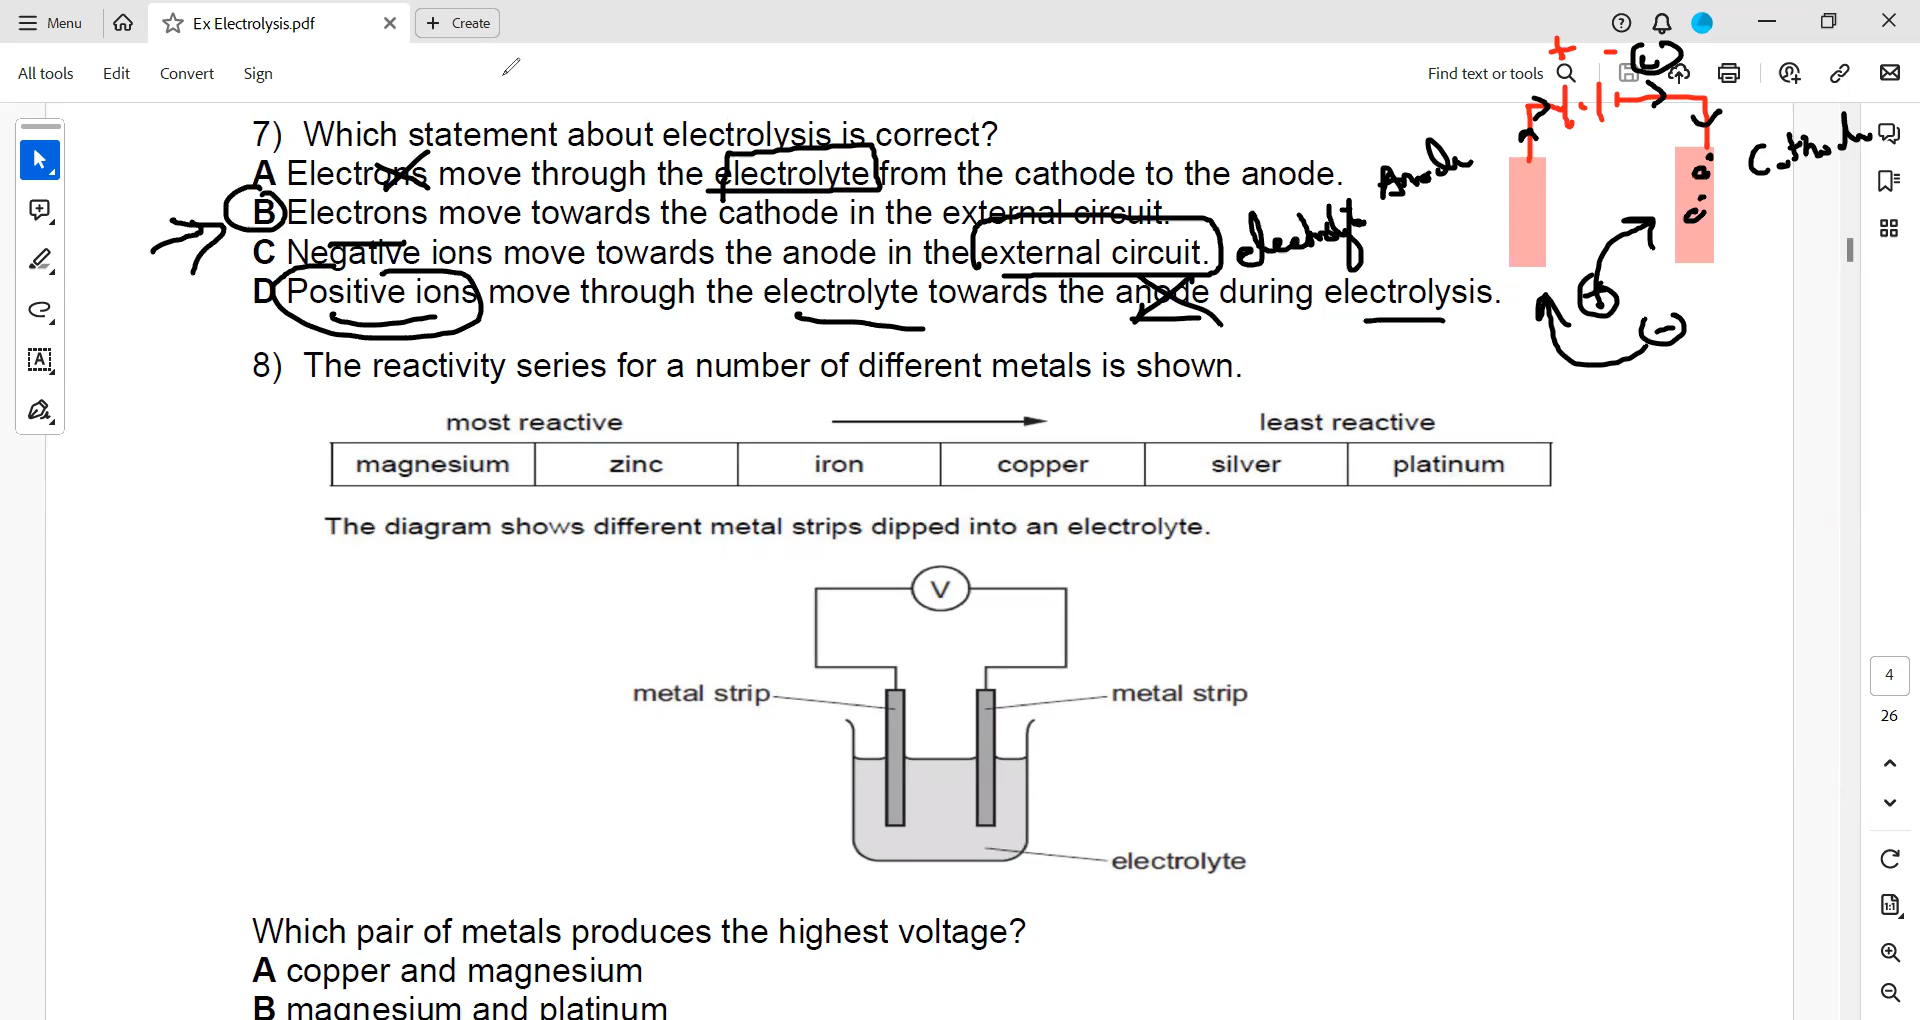 Menu
Ex Electrolysis.pdf
Create
All tools
Edit
Convert
Sign
Find text or tools
+ -
7) Which statement about electrolysis is correct?
A Electrons move through the electrolyte from the cathode to the anode.
B Electrons move towards the cathode in the external circuit.
C Negative ions move towards the anode in the external circuit.
D Positive ions move through the electrolyte towards the anode during electrolysis.
Anode
electrolyte
+
-
8) The reactivity series for a number of different metals is shown.
most reactive
least reactive
magnesium
zinc
iron
copper
silver
platinum
The diagram shows different metal strips dipped into an electrolyte.
V
metal strip
metal strip
electrolyte
Which pair of metals produces the highest voltage?
A copper and magnesium
B magnesium and platinum
4
26
1:1